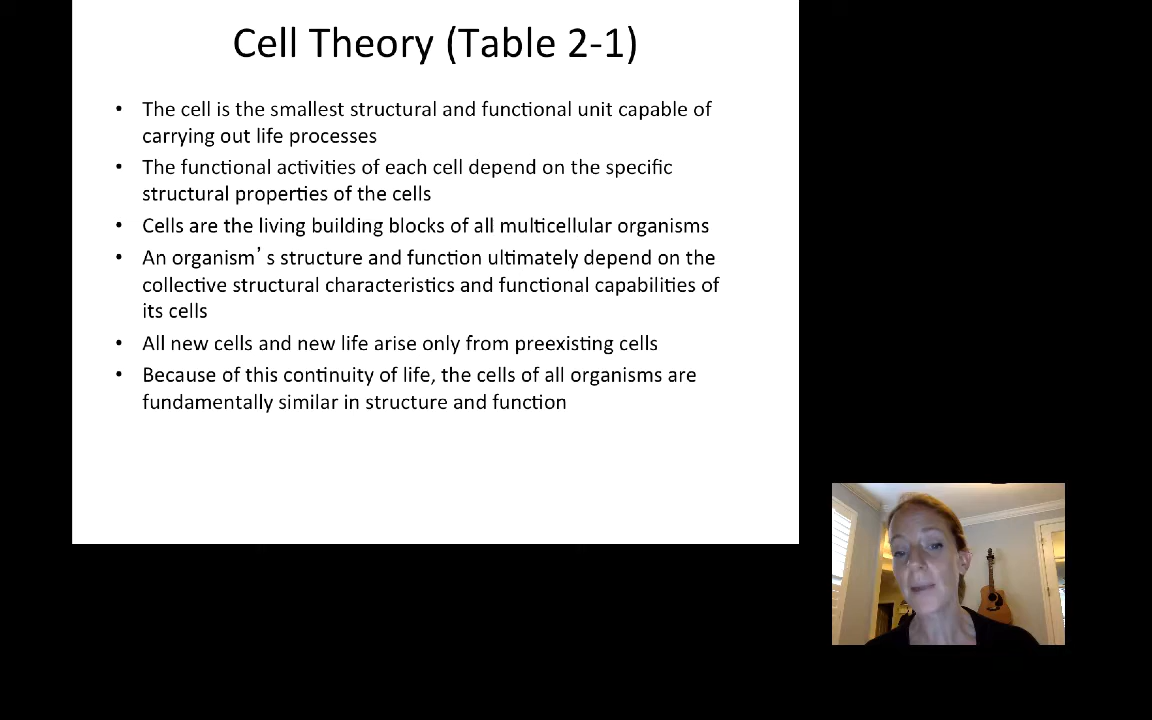 Cell Theory (Table 2-1)
• The cell is the smallest structural and functional unit capable of
carrying out life processes
• The functional activities of each cell depend on the specific
structural properties of the cells
• Cells are the living building blocks of all multicellular organisms
• An organism’ s structure and function ultimately depend on the
collective structural characteristics and functional capabilities of
its cells
• All new cells and new life arise only from preexisting cells
• Because of this continuity of life, the cells of all organisms are
fundamentally similar in structure and function